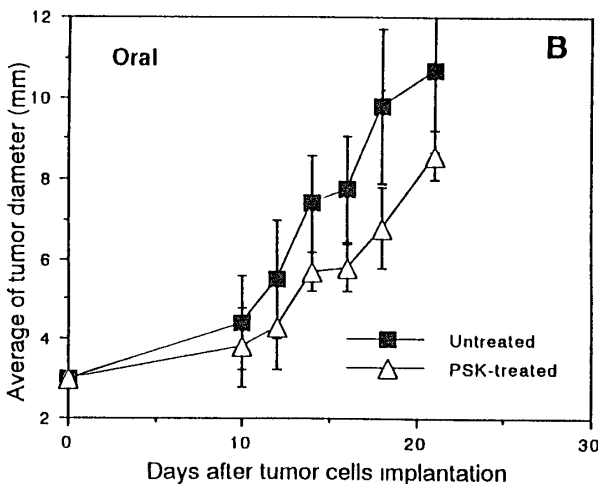 12
Oral
B
10
8
6
4
2
Average of tumor diameter (mm)
Untreated
PSK-treated
0
10
20
30
Days after tumor cells implantation